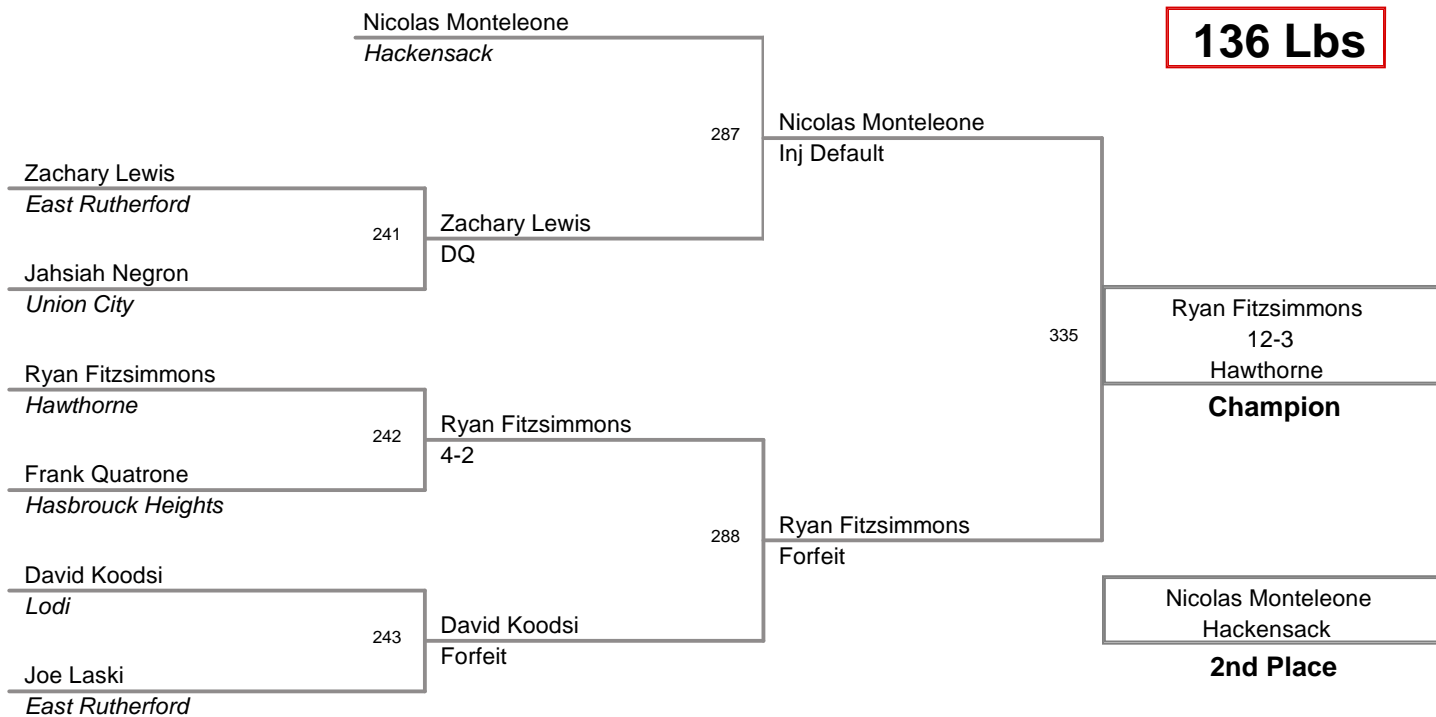 Nicolas Monteleone
Hackensack
136 Lbs
287
Nicolas Monteleone
Inj Default
Zachary Lewis
East Rutherford
241
Zachary Lewis
DQ
Jahsiah Negron
Union City
335
Ryan Fitzsimmons
12-3
Hawthorne
Champion
Ryan Fitzsimmons
Hawthorne
242
Ryan Fitzsimmons
4-2
Frank Quatrone
Hasbrouck Heights
288
Ryan Fitzsimmons
Forfeit
David Koodsi
Lodi
243
David Koodsi
Forfeit
Joe Laski
East Rutherford
Nicolas Monteleone
Hackensack
2nd Place